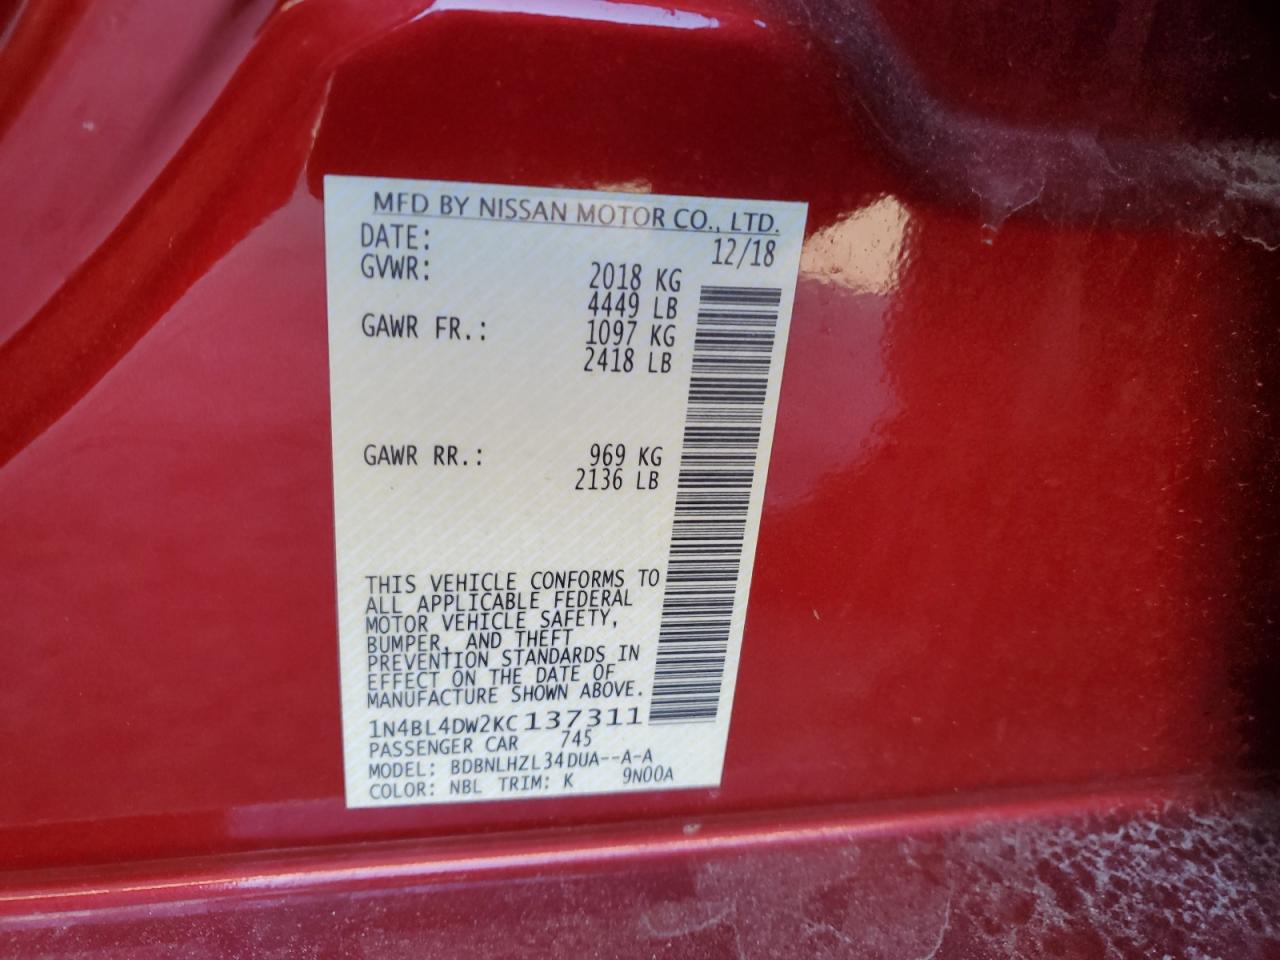 MFD BY NISSAN MOTOR CO., LTD.
DATE: 12/18
GVWR: 2018 KG
4449 LB
GAWR FR.: 1097 KG
2418 LB
GAWR RR.: 969 KG
2136 LB
THIS VEHICLE CONFORMS TO
ALL APPLICABLE FEDERAL
MOTOR VEHICLE SAFETY,
BUMPER, AND THEFT
PREVENTION STANDARDS IN
EFFECT ON THE DATE OF
MANUFACTURE SHOWN ABOVE.
1N4BL4DW2KC137311
PASSENGER CAR 745
MODEL: BDBNLHZL34DUA--A-A
COLOR: NBL TRIM: K 9N00A